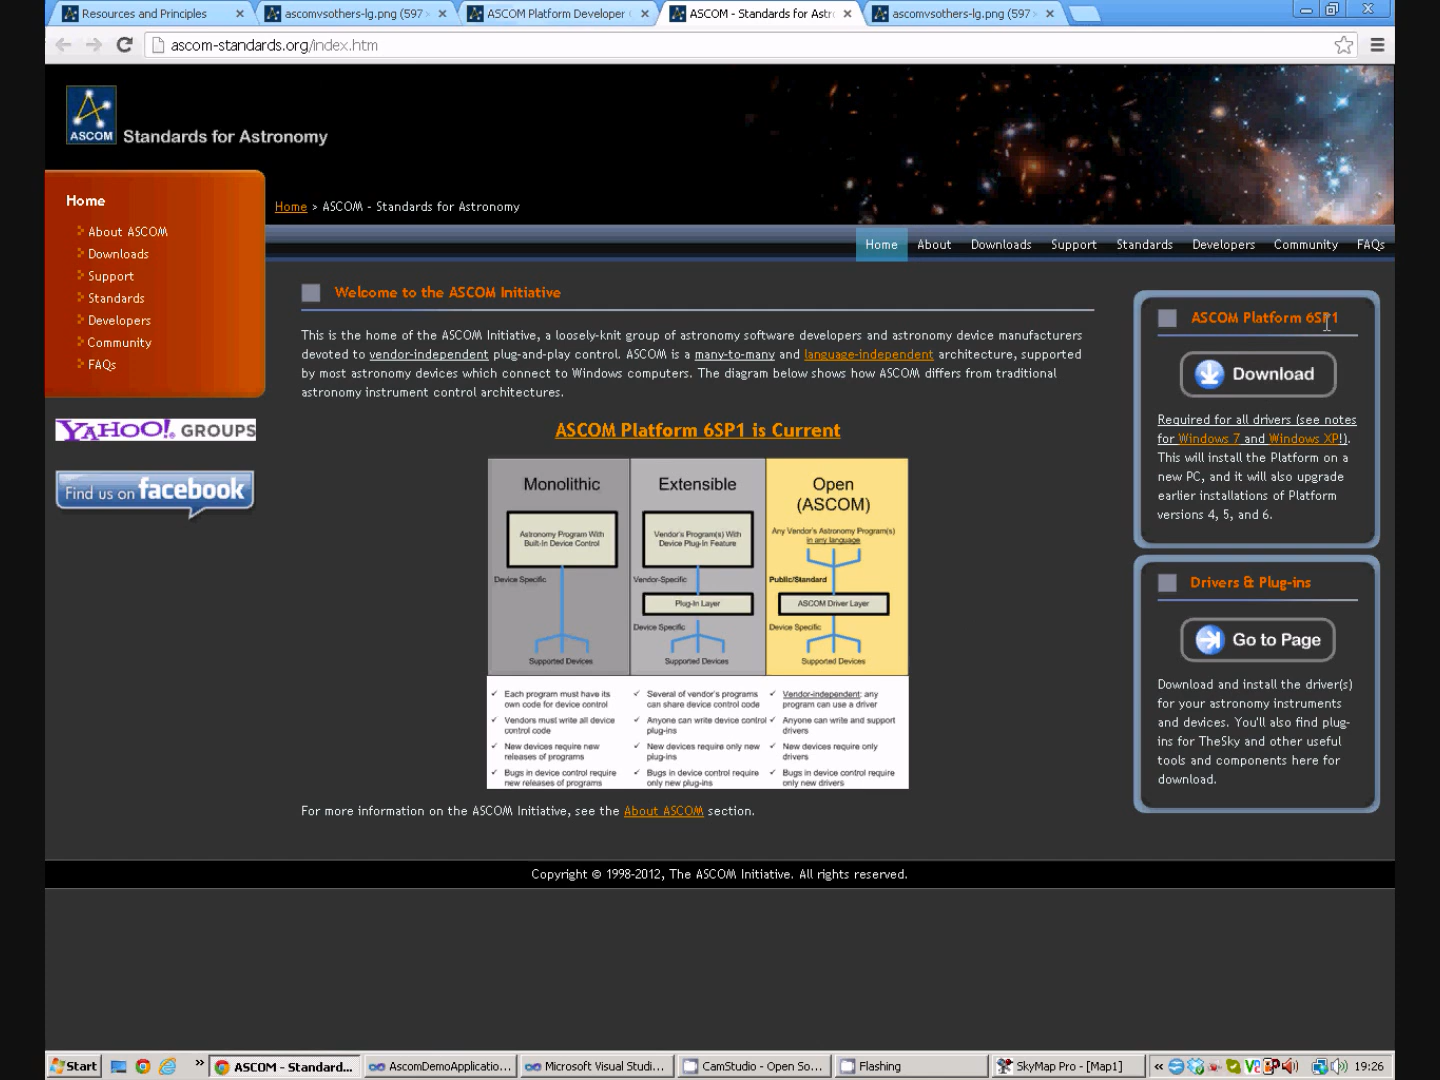 Resources and Principles
ascomvsothers-lg.png (597
ASCOM Platform Developer
ASCOM - Standards for Astr
ascomvsothers-lg.png (597
ascom-standards.org/index.htm
ASCOM
Standards for Astronomy
Home
About ASCOM
Downloads
Support
Standards
Developers
Community
FAQs
YAHOO! GROUPS
Find us on facebook
Home > ASCOM - Standards for Astronomy
Home About Downloads Support Standards Developers Community FAQs
Welcome to the ASCOM Initiative
This is the home of the ASCOM Initiative, a loosely-knit group of astronomy software developers and astronomy device manufacturers
devoted to vendor-independent plug-and-play control. ASCOM is a many-to-many and language-independent architecture, supported
by most astronomy devices which connect to Windows computers. The diagram below shows how ASCOM differs from traditional
astronomy instrument control architectures.
ASCOM Platform 6SP1 is Current
Monolithic
Astronomy Program With
Built-In Device Control
Device Specific
Supported Devices
Each program must have its
own code for device control
Vendors must write all device
control code
New devices require new
releases of programs
Bugs in device control require
new releases of programs
Extensible
Vendor's Program(s) With
Device Plug-In Feature
Vendor-Specific
Plug-In Layer
Device Specific
Supported Devices
Several of vendor's programs
can share device control code
Anyone can write device control
plug-ins
New devices require only new
plug-ins
Bugs in device control require
only new plug-ins
Open
(ASCOM)
Any Vendor's Astronomy Program(s)
in any language
Public/Standard
ASCOM Driver Layer
Device Specific
Supported Devices
Vendor-independent: any
program can use a driver
Anyone can write and support
drivers
New devices require only
drivers
Bugs in device control require
only new drivers
For more information on the ASCOM Initiative, see the About ASCOM section.
ASCOM Platform 6SP1
Download
Required for all drivers (see notes
for Windows 7 and Windows XP!).
This will install the Platform on a
new PC, and it will also upgrade
earlier installations of Platform
versions 4, 5, and 6.
Drivers & Plug-ins
Go to Page
Download and install the driver(s)
for your astronomy instruments
and devices. You'll also find plug-
ins for TheSky and other useful
tools and components here for
download.
Copyright © 1998-2012, The ASCOM Initiative. All rights reserved.
Start
ASCOM - Standard...
AscomDemoApplicatio...
Microsoft Visual Studi...
CamStudio - Open So...
Flashing
SkyMap Pro - [Map1]
19:26